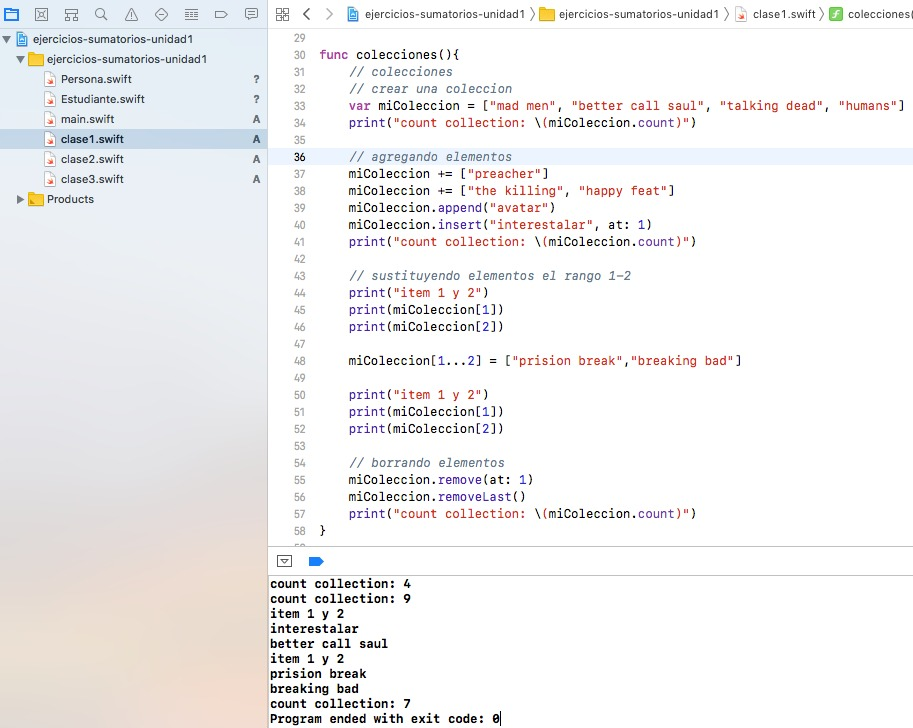 ejercicios-sumatorios-unidad1 ejercicios-sumatorios-unidad1 clase1.swift colecciones(
ejercicios-sumatorios-unidad1
ejercicios-sumatorios-unidad1
Persona.swift ?
Estudiante.swift ?
main.swift A
clase1.swift A
clase2.swift A
clase3.swift A
Products
29
30 func colecciones(){
31 // colecciones
32 // crear una coleccion
33 var miColeccion = ["mad men", "better call saul", "talking dead", "humans"]
34 print("count collection: \(miColeccion.count)")
35
36 // agregando elementos
37 miColeccion += ["preacher"]
38 miColeccion += ["the killing", "happy feat"]
39 miColeccion.append("avatar")
40 miColeccion.insert("interestalar", at: 1)
41 print("count collection: \(miColeccion.count)")
42
43 // sustituyendo elementos el rango 1-2
44 print("item 1 y 2")
45 print(miColeccion[1])
46 print(miColeccion[2])
47
48 miColeccion[1...2] = ["prision break","breaking bad"]
49
50 print("item 1 y 2")
51 print(miColeccion[1])
52 print(miColeccion[2])
53
54 // borrando elementos
55 miColeccion.remove(at: 1)
56 miColeccion.removeLast()
57 print("count collection: \(miColeccion.count)")
58 }
count collection: 4
count collection: 9
item 1 y 2
interestalar
better call saul
item 1 y 2
prision break
breaking bad
count collection: 7
Program ended with exit code: 0